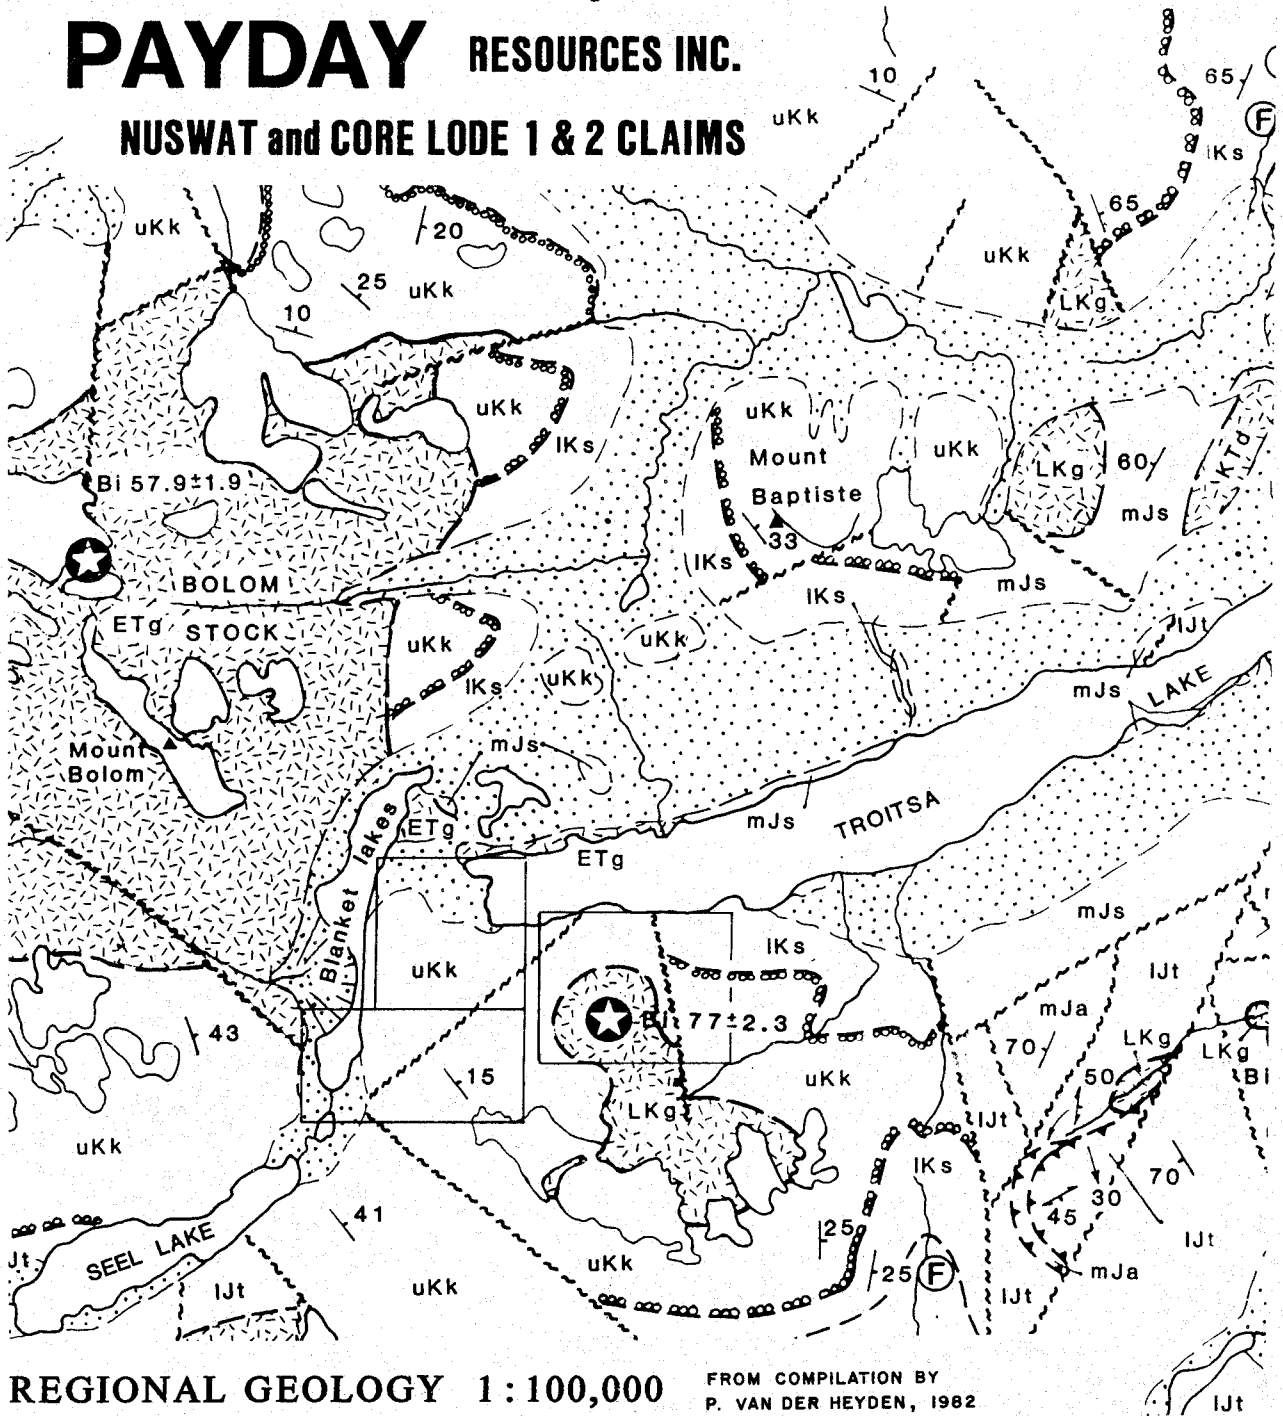 PAYDAY RESOURCES INC.
NUSWAT and CORE LODE 1 & 2 CLAIMS
10
65
uKk
F
lKs
uKk
20
65
uKk
25
uKk
10
LKg
uKk
uKk
uKk
lKs
Mount
Baptiste
LKg
60
KTd
mJs
Bi 57.9±1.9
33
lKs
BOLOM
mJs
lKs
ETg
STOCK
uKk
uKk
lJt
lKs
uKk
mJs
LAKE
Mount
Bolom
mJs
ETg
mJs
TROITSA
ETg
Blanket lakes
mJs
lKs
uKk
lJt
mJa
Bi 77±2.3
43
70
LKg
LKg
15
uKk
50
Bi
LKg
lJt
uKk
lKs
70
30
45
41
25
SEEL LAKE
Jt
lJt
uKk
uKk
25
F
mJa
lJt
lJt
REGIONAL GEOLOGY 1:100,000
FROM COMPILATION BY
P. VAN DER HEYDEN, 1982
lJt